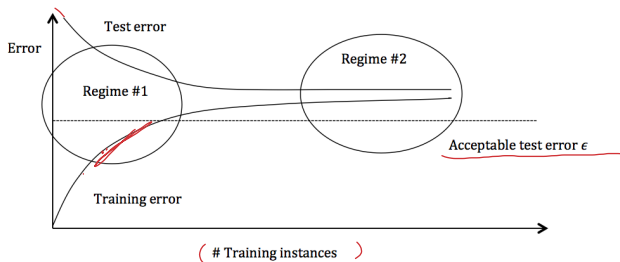 Test error
Error
Regime #2
Regime #1
Acceptable test error ϵ
Training error
( # Training instances )